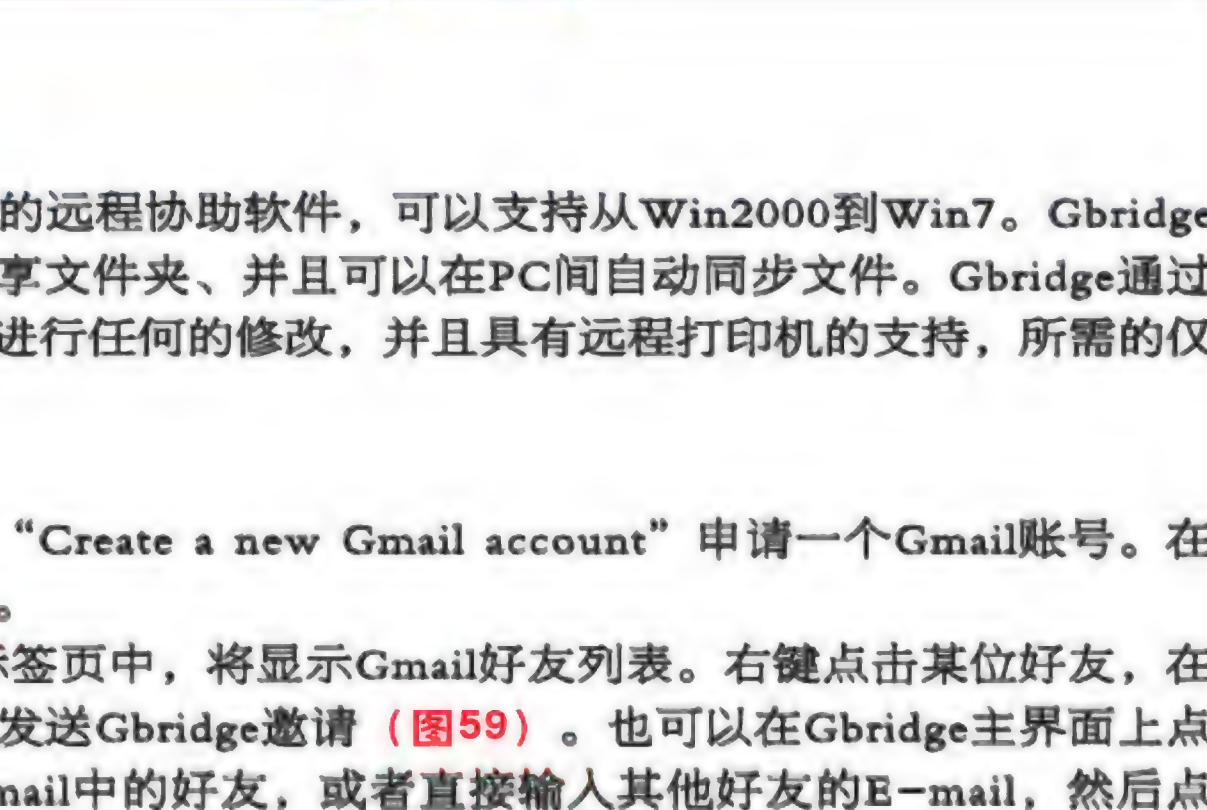 的远程协助软件，可以支持从Win2000到Win7。Gbridge
享文件夹、并且可以在PC间自动同步文件。Gbridge通过
进行任何的修改，并且具有远程打印机的支持，所需的仅
“Create a new Gmail account”申请一个Gmail账号。在
。
签页中，将显示Gmail好友列表。右键点击某位好友，在
发送Gbridge邀请（图59）。也可以在Gbridge主界面上点
mail中的好友，或者直接输入其他好友的E-mail，然后点